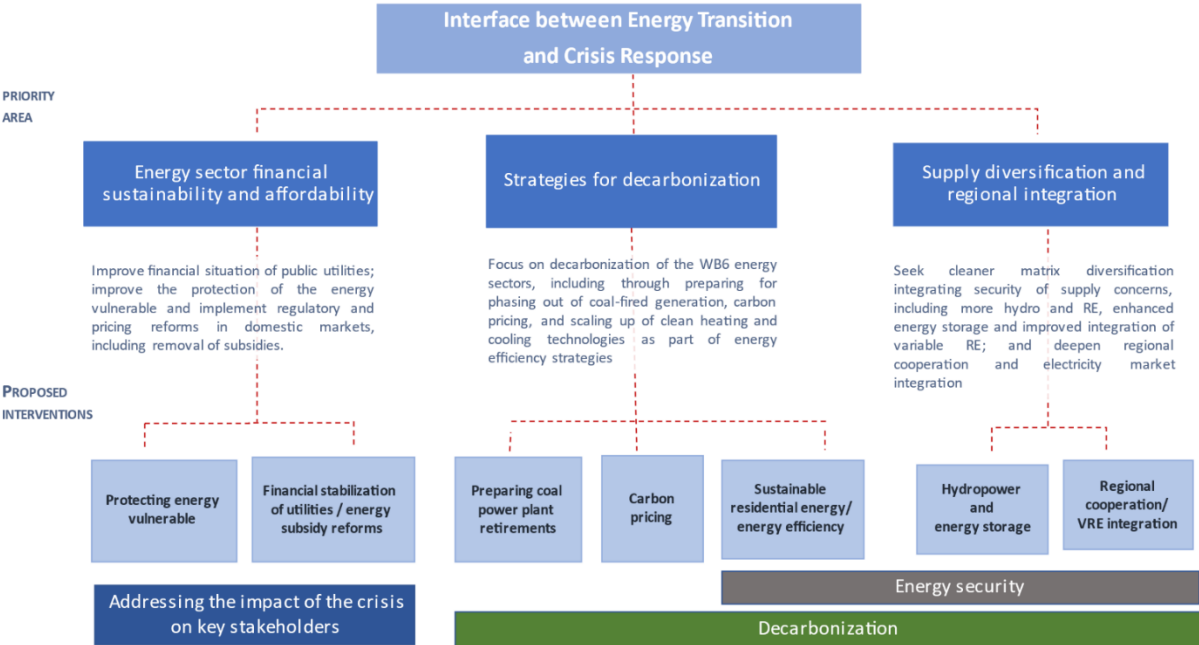 Interface between Energy Transition
and Crisis Response
PRIORITY
AREA
Energy sector financial
sustainability and affordability
Strategies for decarbonization
Supply diversification and
regional integration
Improve financial situation of public utilities;
improve the protection of the energy
vulnerable and implement regulatory and
pricing reforms in domestic markets,
including removal of subsidies.
Focus on decarbonization of the WB6 energy
sectors, including through preparing for
phasing out of coal-fired generation, carbon
pricing, and scaling up of clean heating and
cooling technologies as part of energy
efficiency strategies
Seek cleaner matrix diversification
integrating security of supply concerns,
including more hydro and RE, enhanced
energy storage and improved integration of
variable RE; and deepen regional
cooperation and electricity market
integration
PROPOSED
INTERVENTIONS
Protecting energy
vulnerable
Financial stabilization
of utilities / energy
subsidy reforms
Preparing coal
power plant
retirements
Carbon
pricing
Sustainable
residential energy/
energy efficiency
Hydropower
and
energy storage
Regional
cooperation/
VRE integration
Addressing the impact of the crisis
on key stakeholders
Energy security
Decarbonization